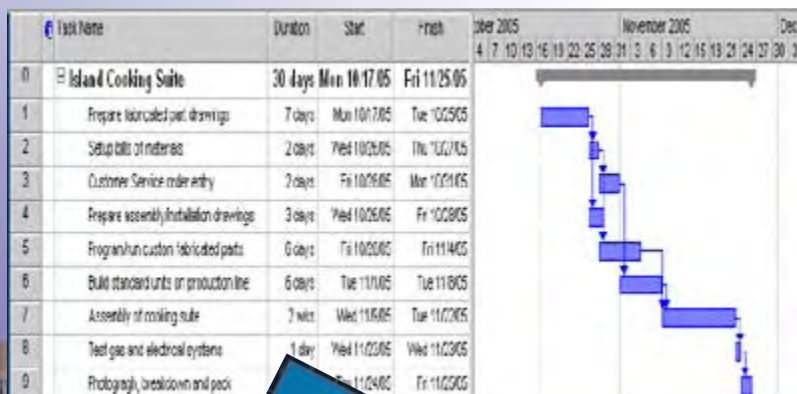 Task Name Duration Start Finish ober 2005 November 2005 Dec
4 7 10 13 16 19 22 25 28 31 3 6 9 12 15 18 21 24 27 30 3
0 Island Cooking Suite 30 days Mon 10/17/05 Fri 11/25/05
1 Prepare fabricated part drawings 7 days Mon 10/17/05 Tue 10/25/05
2 Setup bills of materials 2 days Wed 10/26/05 Thu 10/27/05
3 Customer Service order entry 2 days Fri 10/28/05 Mon 10/31/05
4 Prepare assembly/installation drawings 3 days Wed 10/26/05 Fri 10/28/05
5 Program/run custom fabricated parts 6 days Fri 10/28/05 Fri 11/4/05
6 Build standard units on production line 6 days Tue 11/1/05 Tue 11/8/05
7 Assembly of cooking suite 2 wks Wed 11/9/05 Tue 11/22/05
8 Test gas and electrical systems 1 day Wed 11/23/05 Wed 11/23/05
9 Photograph, breakdown and pack 11/24/05 Fri 11/25/05